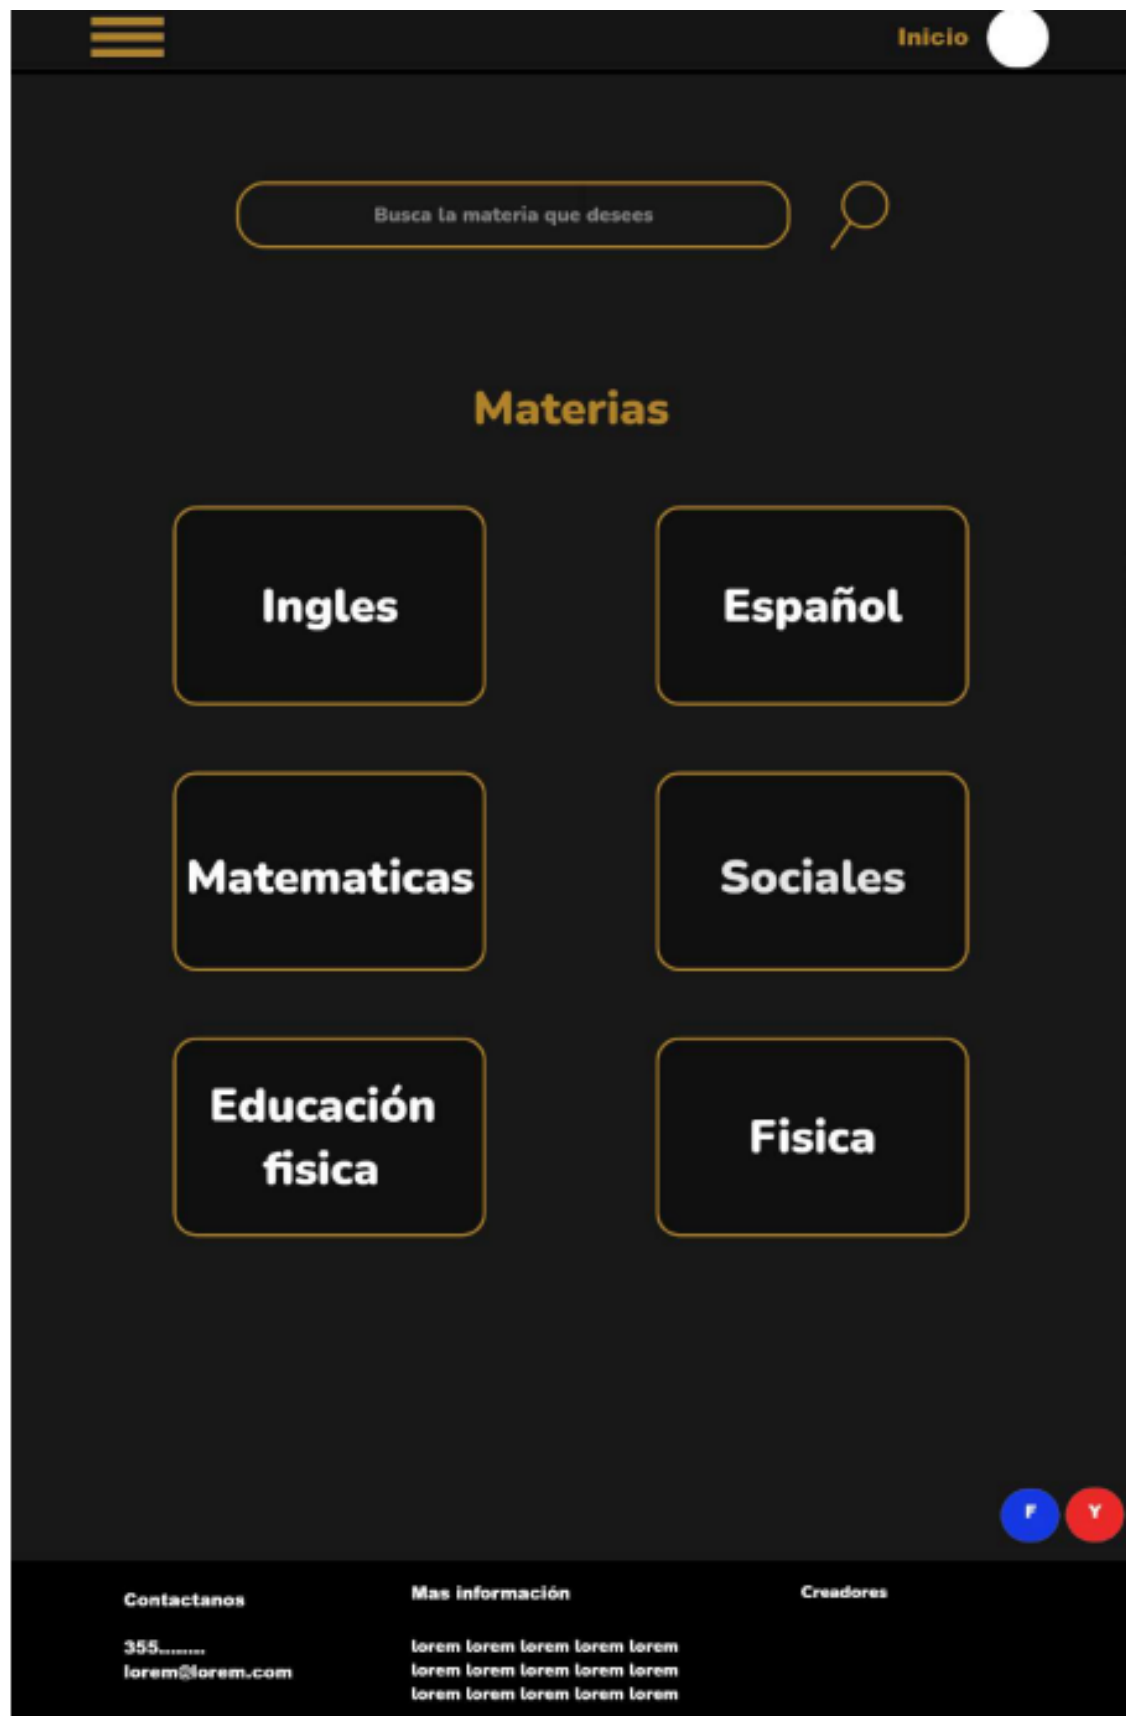 Inicio
Busca la materia que desees
Materias
Ingles
Español
Matematicas
Sociales
Educación
fisica
Fisica
F
Y
Contactanos
355.........
lorem@lorem.com
Mas información
lorem lorem lorem lorem lorem
lorem lorem lorem lorem lorem
lorem lorem lorem lorem lorem
Creadores